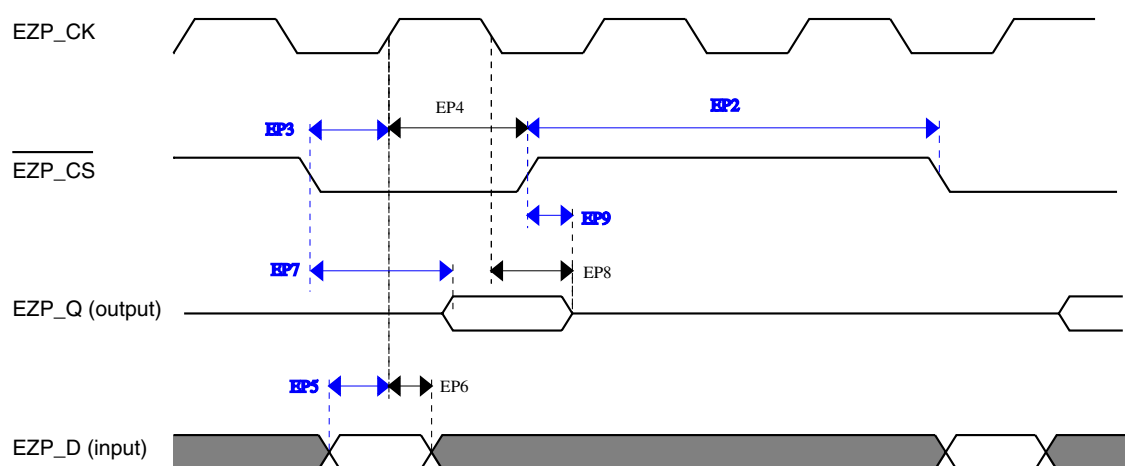 EZP_CK
EP4
EP2
EP3
EZP_CS
EP9
EP7
EP8
EZP_Q (output)
EP5
EP6
EZP_D (input)